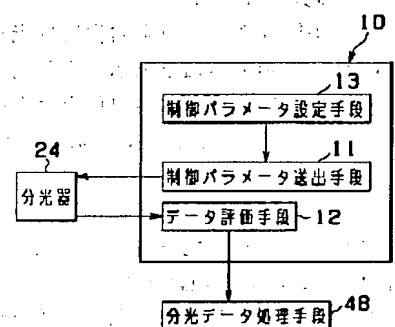 10
13
制御パラメータ設定手段
11
制御パラメータ送出手段
24
分光器
データ評価手段
12
分光データ処理手段
48